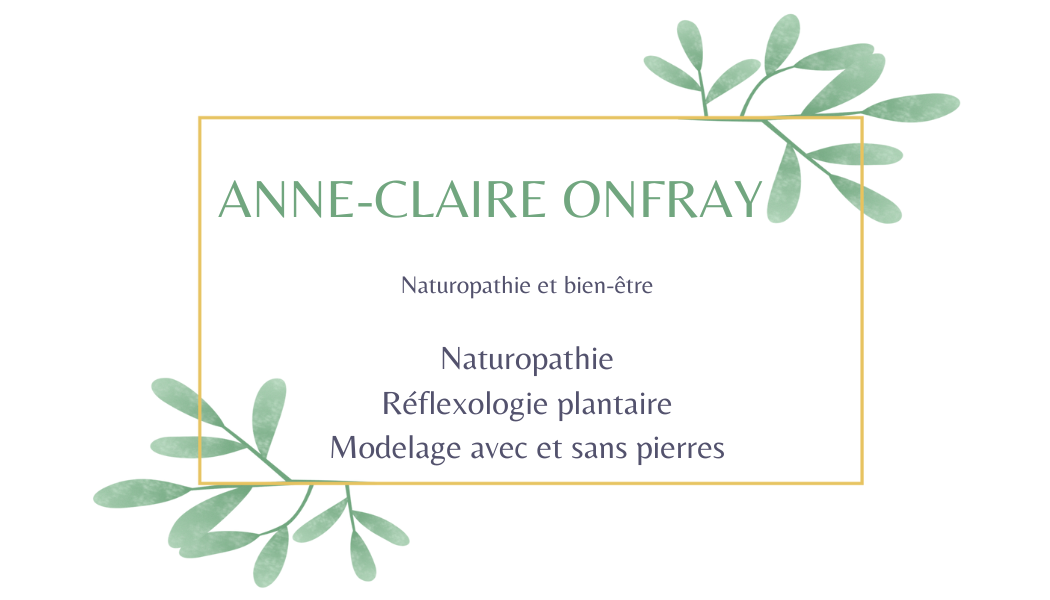 ANNE-CLAIRE ONFRAY
Naturopathie et bien-être
Naturopathie
Réflexologie plantaire
Modelage avec et sans pierres